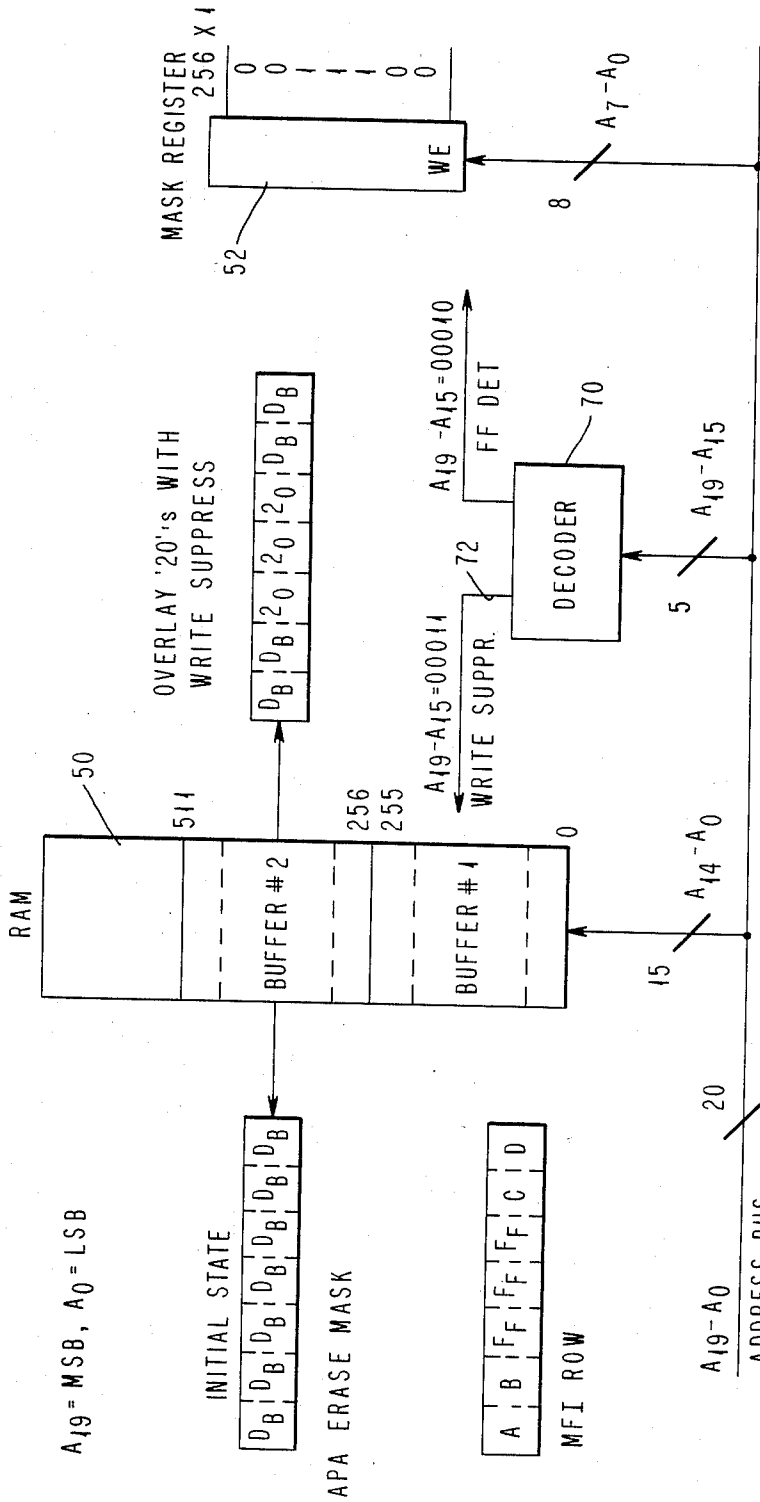 A19 = MSB, A0 = LSB
RAM
50
MASK REGISTER
256 X 1
INITIAL STATE
DB DB DB DB DB DB DB
APA ERASE MASK
511
BUFFER #2
256
255
BUFFER #1
0
OVERLAY '20's WITH
WRITE SUPPRESS
DB DB 20 20 20 DB DB
52
0
0
1
1
1
0
0
WE
A B FF FF FF C D
MFI ROW
A19-A15=00011
WRITE SUPPR.
72
A19-A15=00010
FF DET
DECODER
70
20
15
A14-A0
5
A19-A15
8
A7-A0
A19-A0
ADDRESS BUS